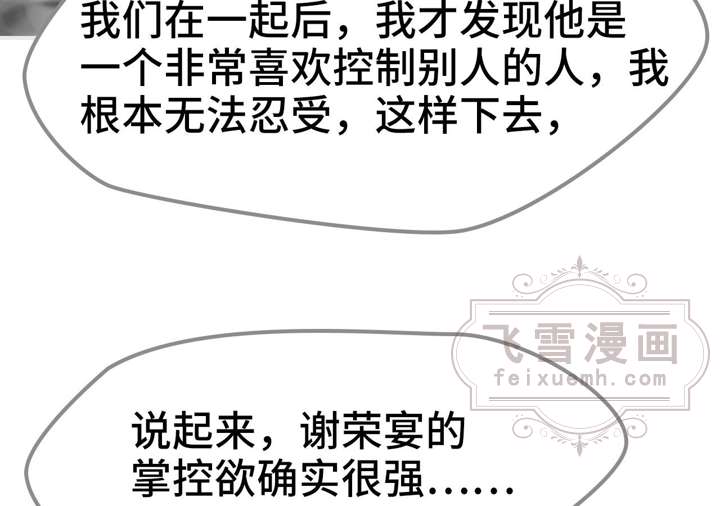 我们在一起后，我才发现他是
一个非常喜欢控制别人的人，我
根本无法忍受，这样下去，
飞雪漫画
feixuemh.com
说起来，谢荣宴的
掌控欲确实很强……